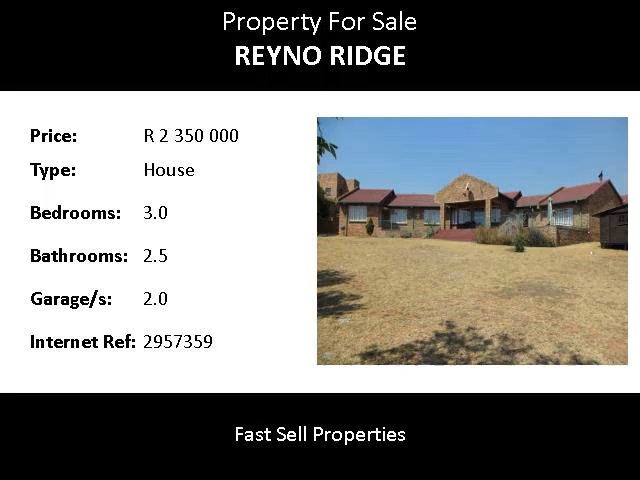 Property For Sale
REYNO RIDGE
Price: R 2 350 000
Type: House
Bedrooms: 3.0
Bathrooms: 2.5
Garage/s: 2.0
Internet Ref: 2957359
Fast Sell Properties